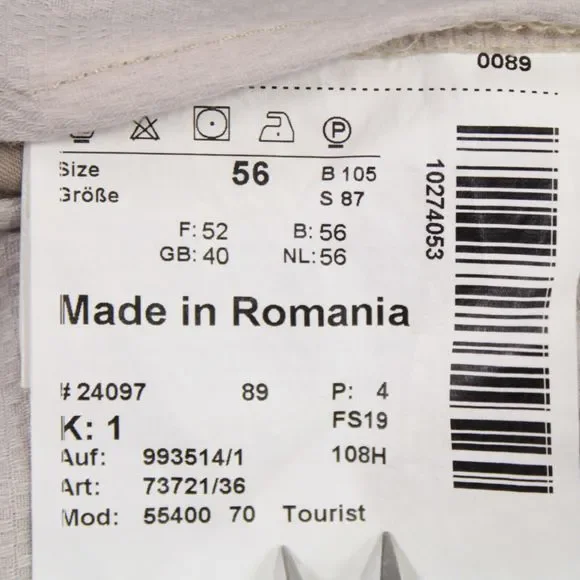 0089
P
Size 56 B 105
Größe S 87
F: 52 B: 56
GB: 40 NL: 56
10274053
Made in Romania
# 24097 89 P: 4
K: 1 FS19
Auf: 993514/1 108H
Art: 73721/36
Mod: 55400 70 Tourist